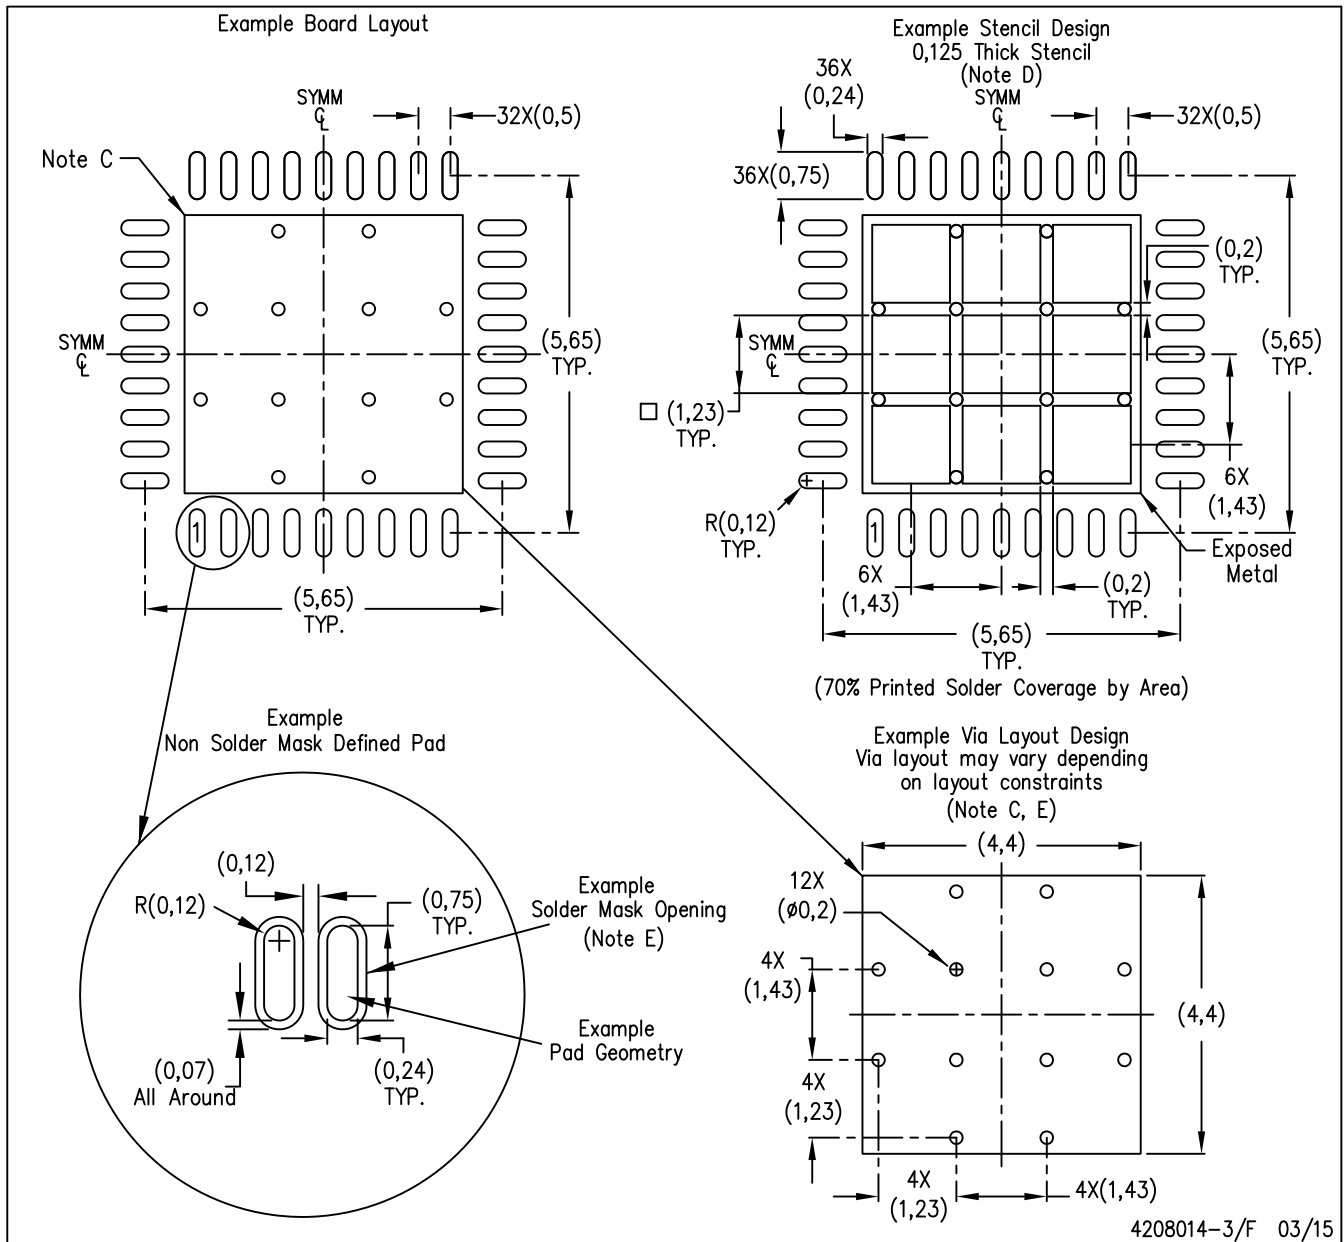 Example Board Layout
SYMM
℄
32X(0,5)
Note C
SYMM
℄
(5,65)
TYP.
1
(5,65)
TYP.
Example Stencil Design
0,125 Thick Stencil
(Note D)
SYMM
℄
36X
(0,24)
32X(0,5)
36X(0,75)
(0,2)
TYP.
SYMM
℄
(5,65)
TYP.
□ (1,23)
TYP.
6X
(1,43)
R(0,12)
TYP.
1
Exposed
Metal
6X
(1,43)
(0,2)
TYP.
(5,65)
TYP.
(70% Printed Solder Coverage by Area)
Example
Non Solder Mask Defined Pad
(0,12)
R(0,12)
(0,75)
TYP.
Example
Solder Mask Opening
(Note E)
Example
Pad Geometry
(0,07)
All Around
(0,24)
TYP.
Example Via Layout Design
Via layout may vary depending
on layout constraints
(Note C, E)
(4,4)
12X
(ø0,2)
4X
(1,43)
(4,4)
4X
(1,23)
4X
(1,23)
4X(1,43)
4208014-3/F 03/15